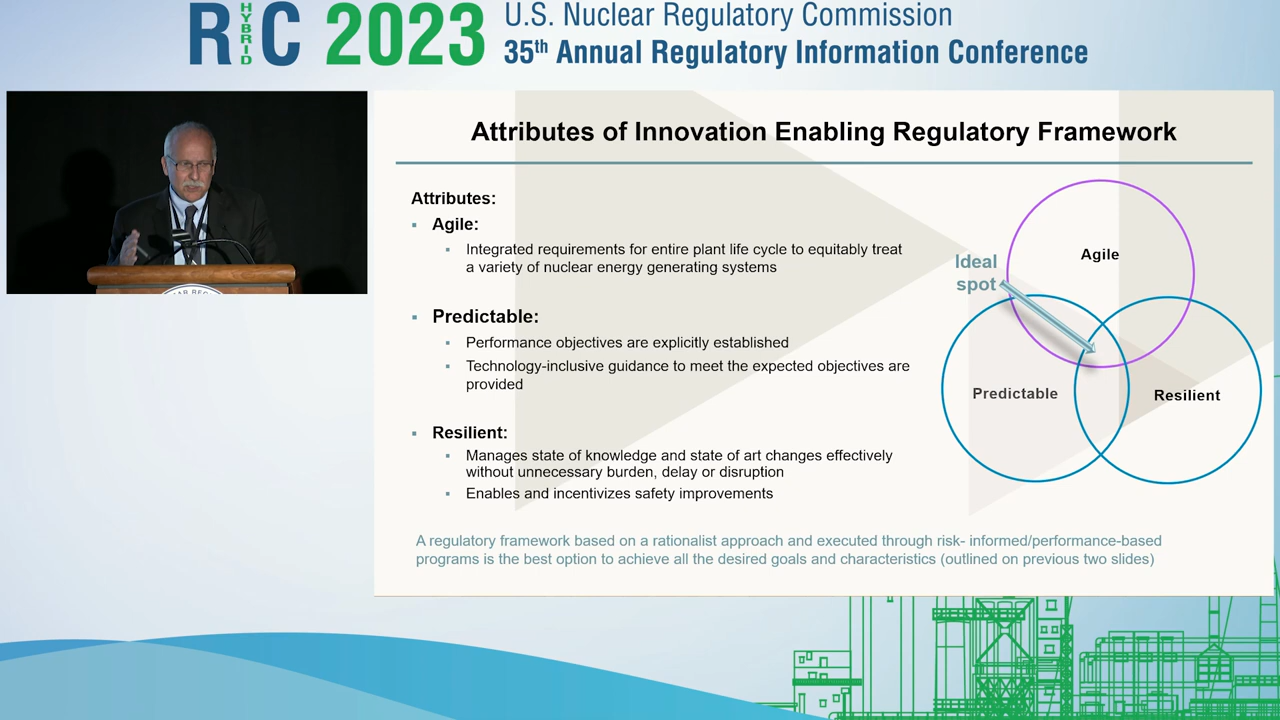 RIC HYBRID 2023
U.S. Nuclear Regulatory Commission
35th Annual Regulatory Information Conference
Attributes of Innovation Enabling Regulatory Framework
Attributes:
▪ Agile:
▪ Integrated requirements for entire plant life cycle to equitably treat
a variety of nuclear energy generating systems
▪ Predictable:
▪ Performance objectives are explicitly established
▪ Technology-inclusive guidance to meet the expected objectives are
provided
▪ Resilient:
▪ Manages state of knowledge and state of art changes effectively
without unnecessary burden, delay or disruption
▪ Enables and incentivizes safety improvements
Ideal
spot
Agile
Predictable
Resilient
A regulatory framework based on a rationalist approach and executed through risk- informed/performance-based
programs is the best option to achieve all the desired goals and characteristics (outlined on previous two slides)